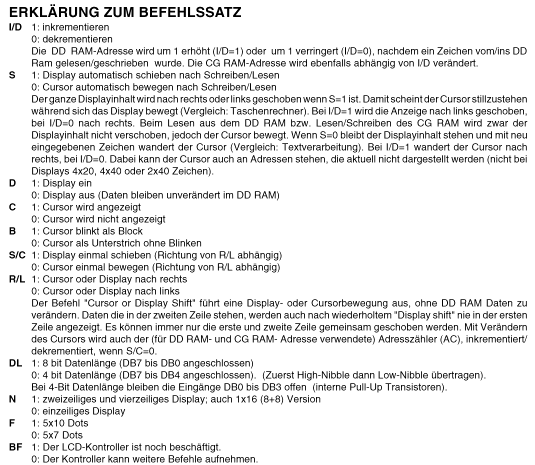 ERKLÄRUNG ZUM BEFEHLSSATZ
I/D 1: inkrementieren
0: dekrementieren
Die DD RAM-Adresse wird um 1 erhöht (I/D=1) oder um 1 verringert (I/D=0), nachdem ein Zeichen vom/ins DD
Ram gelesen/geschrieben wurde. Die CG RAM-Adresse wird ebenfalls abhängig von I/D verändert.
S 1: Display automatisch schieben nach Schreiben/Lesen
0: Cursor automatisch bewegen nach Schreiben/Lesen
Der ganze Displayinhalt wird nach rechts oder links geschoben wenn S=1 ist. Damit scheint der Cursor stillzustehen
während sich das Display bewegt (Vergleich: Taschenrechner). Bei I/D=1 wird die Anzeige nach links geschoben,
bei I/D=0 nach rechts. Beim Lesen aus dem DD RAM bzw. Lesen/Schreiben des CG RAM wird zwar der
Displayinhalt nicht verschoben, jedoch der Cursor bewegt. Wenn S=0 bleibt der Displayinhalt stehen und mit neu
eingegebenen Zeichen wandert der Cursor (Vergleich: Textverarbeitung). Bei I/D=1 wandert der Cursor nach
rechts, bei I/D=0. Dabei kann der Cursor auch an Adressen stehen, die aktuell nicht dargestellt werden (nicht bei
Displays 4x20, 4x40 oder 2x40 Zeichen).
D 1: Display ein
0: Display aus (Daten bleiben unverändert im DD RAM)
C 1: Cursor wird angezeigt
0: Cursor wird nicht angezeigt
B 1: Cursor blinkt als Block
0: Cursor als Unterstrich ohne Blinken
S/C 1: Display einmal schieben (Richtung von R/L abhängig)
0: Cursor einmal bewegen (Richtung von R/L abhängig)
R/L 1: Cursor oder Display nach rechts
0: Cursor oder Display nach links
Der Befehl "Cursor or Display Shift" führt eine Display- oder Cursorbewegung aus, ohne DD RAM Daten zu
verändern. Daten die in der zweiten Zeile stehen, werden auch nach wiederholtem "Display shift" nie in der ersten
Zeile angezeigt. Es können immer nur die erste und zweite Zeile gemeinsam geschoben werden. Mit Verändern
des Cursors wird auch der (für DD RAM- und CG RAM- Adresse verwendete) Adresszähler (AC), inkrementiert/
dekrementiert, wenn S/C=0.
DL 1: 8 bit Datenlänge (DB7 bis DB0 angeschlossen)
0: 4 bit Datenlänge (DB7 bis DB4 angeschlossen). (Zuerst High-Nibble dann Low-Nibble übertragen).
Bei 4-Bit Datenlänge bleiben die Eingänge DB0 bis DB3 offen (interne Pull-Up Transistoren).
N 1: zweizeiliges und vierzeiliges Display; auch 1x16 (8+8) Version
0: einzeiliges Display
F 1: 5x10 Dots
0: 5x7 Dots
BF 1: Der LCD-Kontroller ist noch beschäftigt.
0: Der Kontroller kann weitere Befehle aufnehmen.